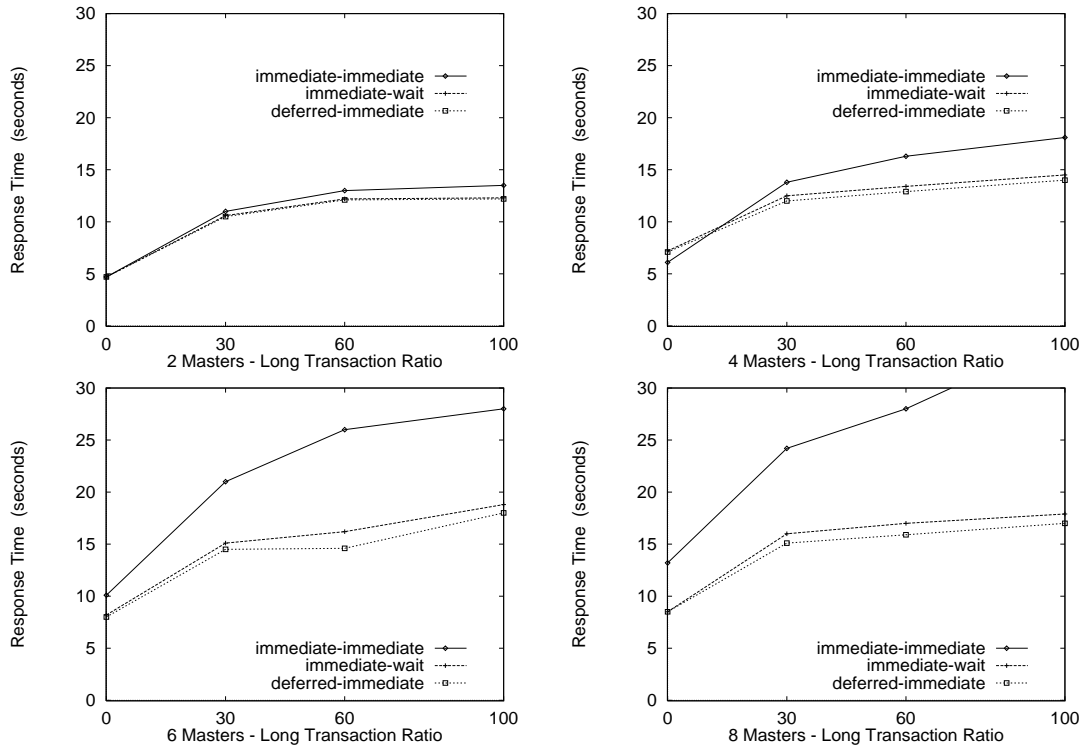 30
25
20
15
10
5
0
Response Time (seconds)
immediate-immediate
immediate-wait
deferred-immediate
0 30 60 100
2 Masters - Long Transaction Ratio
30
25
20
15
10
5
0
Response Time (seconds)
immediate-immediate
immediate-wait
deferred-immediate
0 30 60 100
4 Masters - Long Transaction Ratio
30
25
20
15
10
5
0
Response Time (seconds)
immediate-immediate
immediate-wait
deferred-immediate
0 30 60 100
6 Masters - Long Transaction Ratio
30
25
20
15
10
5
0
Response Time (seconds)
immediate-immediate
immediate-wait
deferred-immediate
0 30 60 100
8 Masters - Long Transaction Ratio